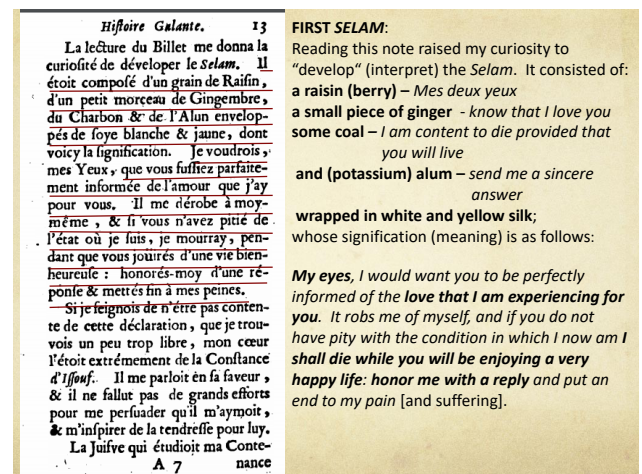 Hiſtoire Galante. 13
La lecture du Billet me donna la
curioſité de déveloper le Selam. Il
étoit compoſé d'un grain de Raiſin,
d'un petit morceau de Gingembre,
du Charbon & de l'Alun envelop-
pés de ſoye blanche & jaune, dont
voicy la ſignification. Je voudrois,
mes Yeux, que vous fuſſiez parfaite-
ment informée de l'amour que j'ay
pour vous. Il me dérobe à moy-
même, & ſi vous n'avez pitié de
l'état où je ſuis, je mourray, pen-
dant que vous jouïrés d'une vie bien-
heureuſe : honorés-moy d'une ré-
ponſe & mettés fin à mes peines.
Si je feignois de n'être pas conten-
te de cette déclaration, que je trou-
vois un peu trop libre, mon cœur
l'étoit extrémement de la Conſtance
d'Iſſouf. Il me parloit en ſa faveur,
& il ne fallut pas de grands efforts
pour me perſuader qu'il m'aymoit,
& m'inſpirer de la tendreſſe pour luy.
La Juiſve qui étudioit ma Conte-
A 7 nance
FIRST SELAM:
Reading this note raised my curiosity to
“develop“ (interpret) the Selam. It consisted of:
a raisin (berry) – Mes deux yeux
a small piece of ginger - know that I love you
some coal – I am content to die provided that
you will live
and (potassium) alum – send me a sincere
answer
wrapped in white and yellow silk;
whose signification (meaning) is as follows:
My eyes, I would want you to be perfectly
informed of the love that I am experiencing for
you. It robs me of myself, and if you do not
have pity with the condition in which I now am I
shall die while you will be enjoying a very
happy life: honor me with a reply and put an
end to my pain [and suffering].